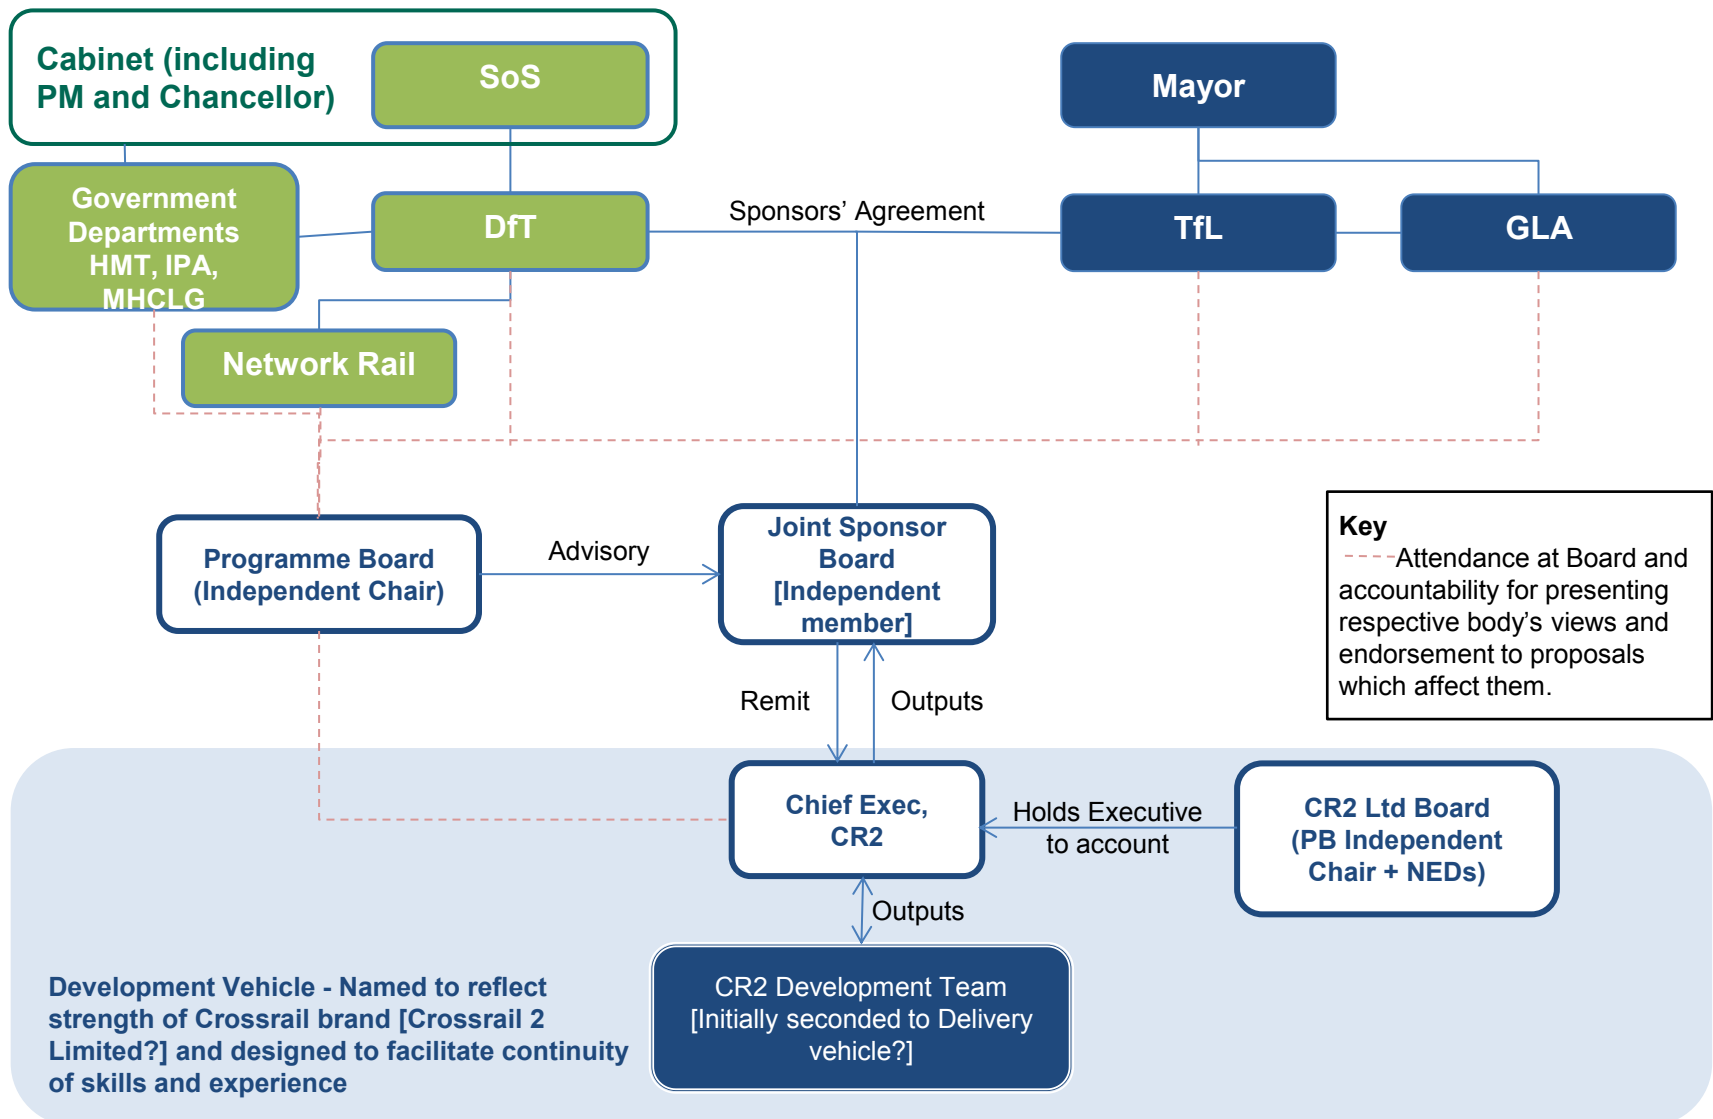 Cabinet (including
PM and Chancellor)
SoS
Mayor
Government
Departments
HMT, IPA,
MHCLG
DfT
Sponsors’ Agreement
TfL
GLA
Network Rail
Programme Board
(Independent Chair)
Advisory
Joint Sponsor
Board
[Independent
member]
Key
Attendance at Board and
accountability for presenting
respective body’s views and
endorsement to proposals
which affect them.
Remit
Outputs
Chief Exec,
CR2
Holds Executive
to account
CR2 Ltd Board
(PB Independent
Chair + NEDs)
Outputs
CR2 Development Team
[Initially seconded to Delivery
vehicle?]
Development Vehicle - Named to reflect
strength of Crossrail brand [Crossrail 2
Limited?] and designed to facilitate continuity
of skills and experience